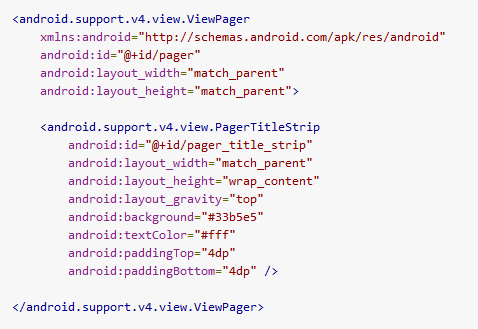 <android.support.v4.view.ViewPager
    xmlns:android="http://schemas.android.com/apk/res/android"
    android:id="@+id/pager"
    android:layout_width="match_parent"
    android:layout_height="match_parent">

    <android.support.v4.view.PagerTitleStrip
        android:id="@+id/pager_title_strip"
        android:layout_width="match_parent"
        android:layout_height="wrap_content"
        android:layout_gravity="top"
        android:background="#33b5e5"
        android:textColor="#fff"
        android:paddingTop="4dp"
        android:paddingBottom="4dp" />

</android.support.v4.view.ViewPager>